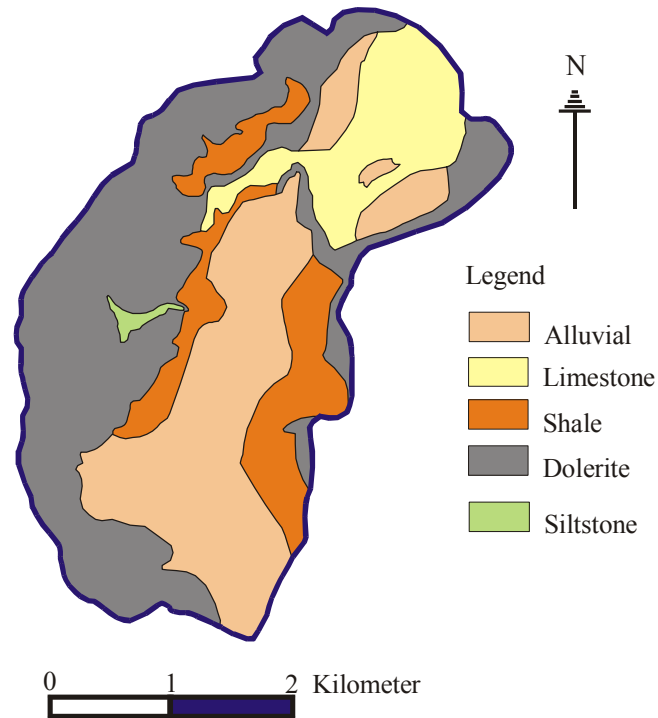 N
Legend
Alluvial
Limestone
Shale
Dolerite
Siltstone
0 1 2 Kilometer